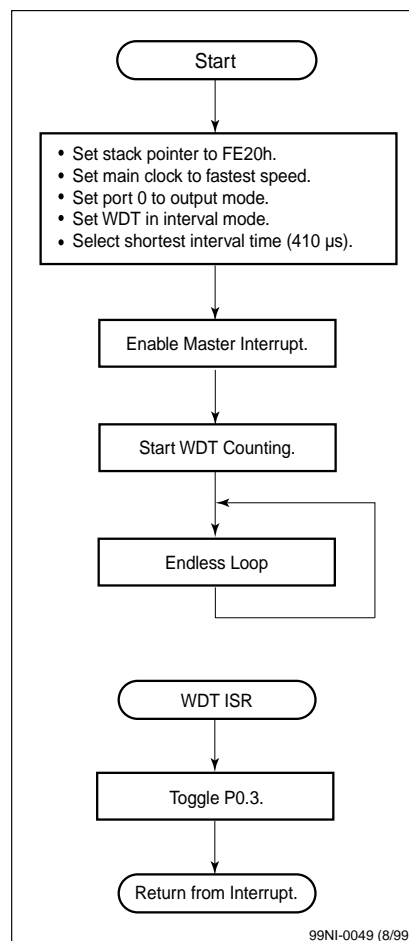 Start
• Set stack pointer to FE20h.
• Set main clock to fastest speed.
• Set port 0 to output mode.
• Set WDT in interval mode.
• Select shortest interval time (410 µs).
Enable Master Interrupt.
Start WDT Counting.
Endless Loop
WDT ISR
Toggle P0.3.
Return from Interrupt.
99NI-0049 (8/99